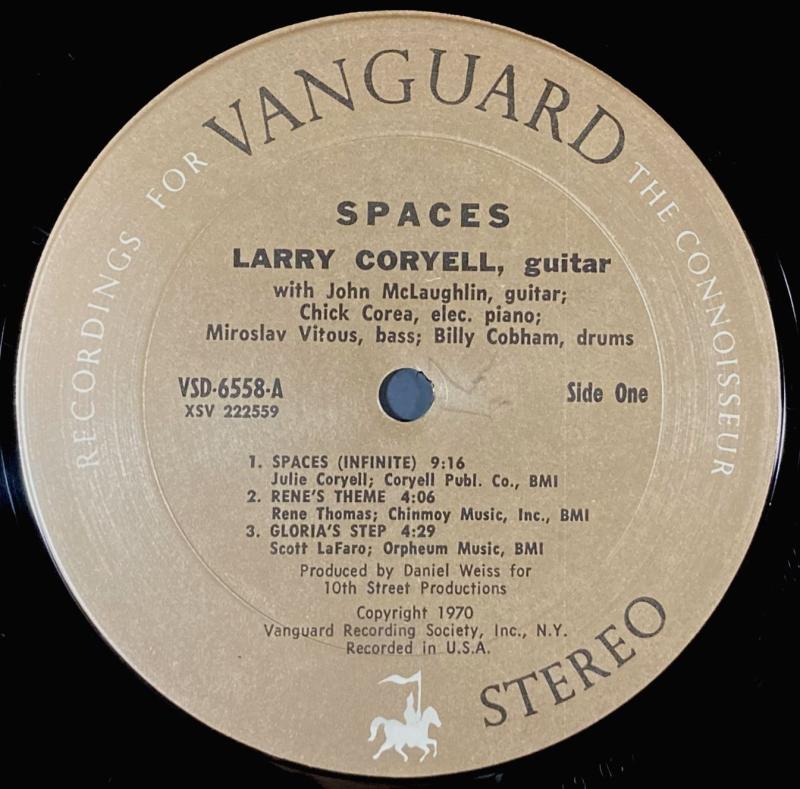 RECORDINGS FOR VANGUARD THE CONNOISSEUR
SPACES
LARRY CORYELL, guitar
with John McLaughlin, guitar;
Chick Corea, elec. piano;
Miroslav Vitous, bass; Billy Cobham, drums
VSD-6558-A
XSV 222559
Side One
1. SPACES (INFINITE) 9:16
Julie Coryell; Coryell Publ. Co., BMI
2. RENE'S THEME 4:06
Rene Thomas; Chinmoy Music, Inc., BMI
3. GLORIA'S STEP 4:29
Scott LaFaro; Orpheum Music, BMI
Produced by Daniel Weiss for
10th Street Productions
Copyright 1970
Vanguard Recording Society, Inc., N.Y.
Recorded in U.S.A.
STEREO